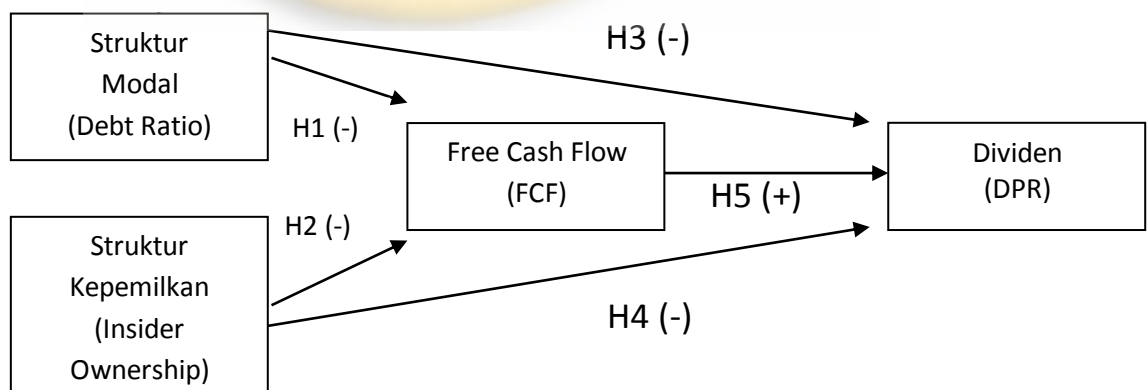 Struktur
Modal
(Debt Ratio)
H3 (-)
H1 (-)
Free Cash Flow
(FCF)
H5 (+)
Dividen
(DPR)
H2 (-)
Struktur
Kepemilkan
(Insider
Ownership)
H4 (-)